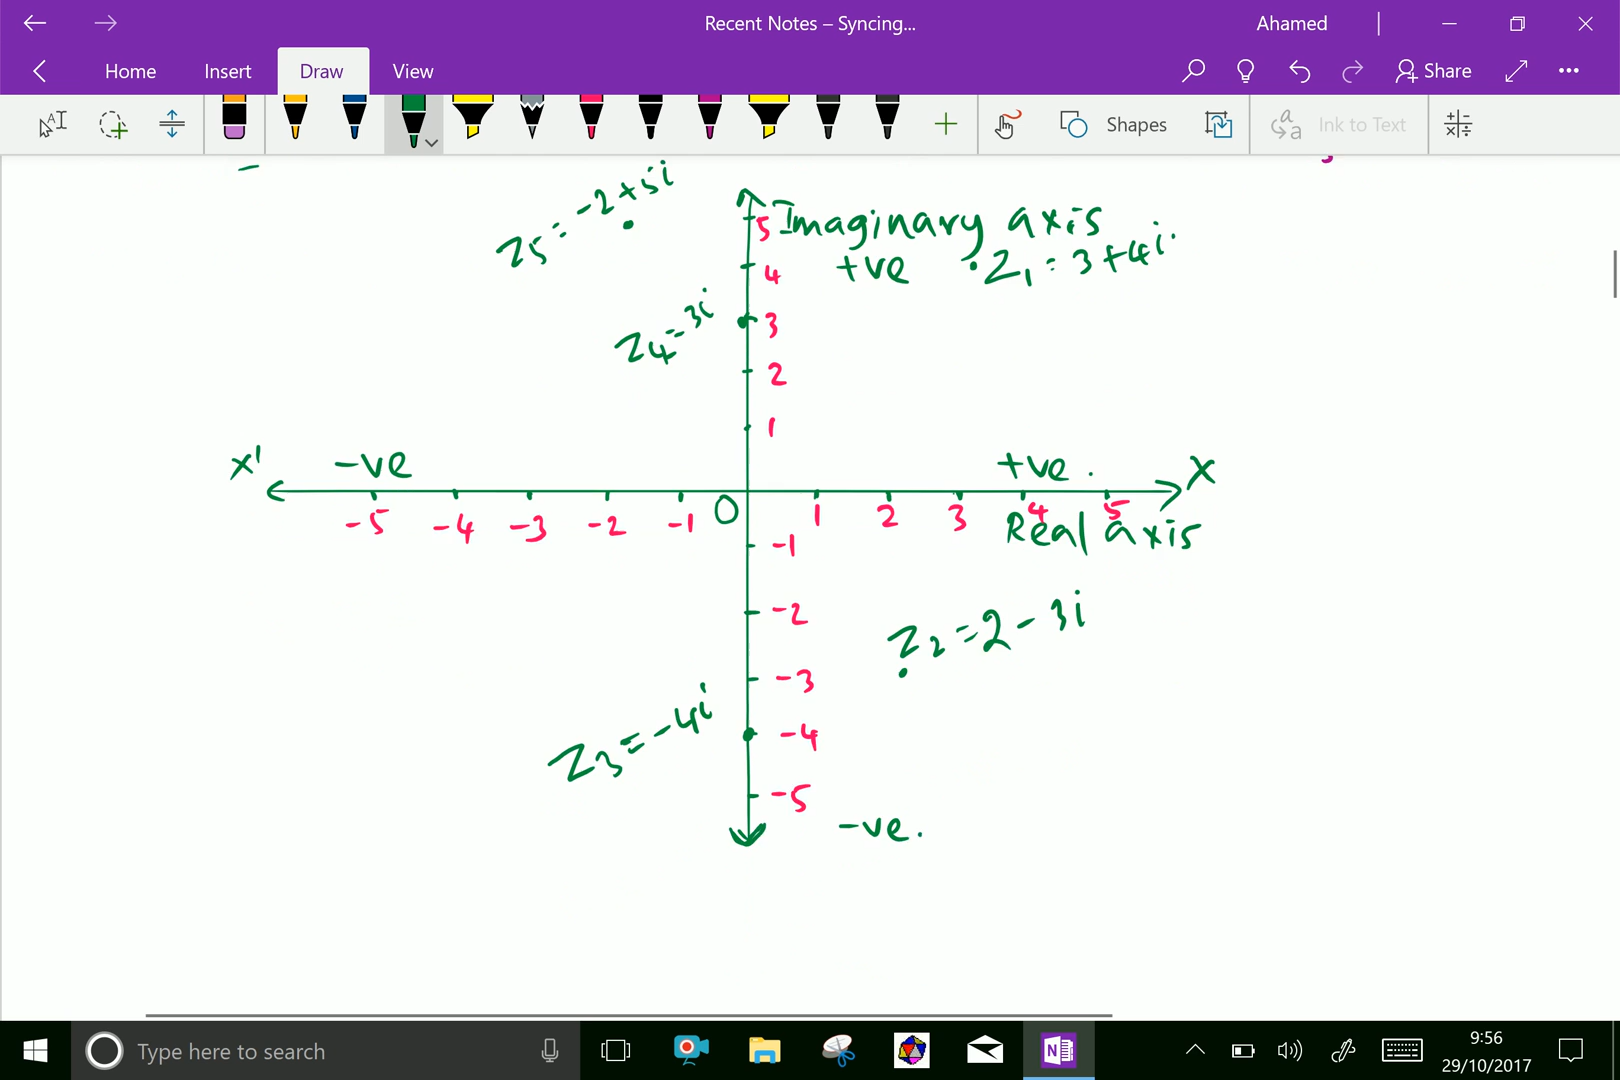 Recent Notes – Syncing...
Ahamed
Home Insert Draw View
Share
Shapes
Ink to Text
Z5 = -2+5i
5 Imaginary axis
+ve Z1 = 3+4i
4
Z4 = 3i
3
2
1
X' -ve
+ve . X
-5 -4 -3 -2 -1 0 1 2 3 4 5
Real axis
-1
-2
Z2 = 2 - 3i
-3
Z3 = -4i
-4
-5
-ve.
Type here to search
9:56
29/10/2017